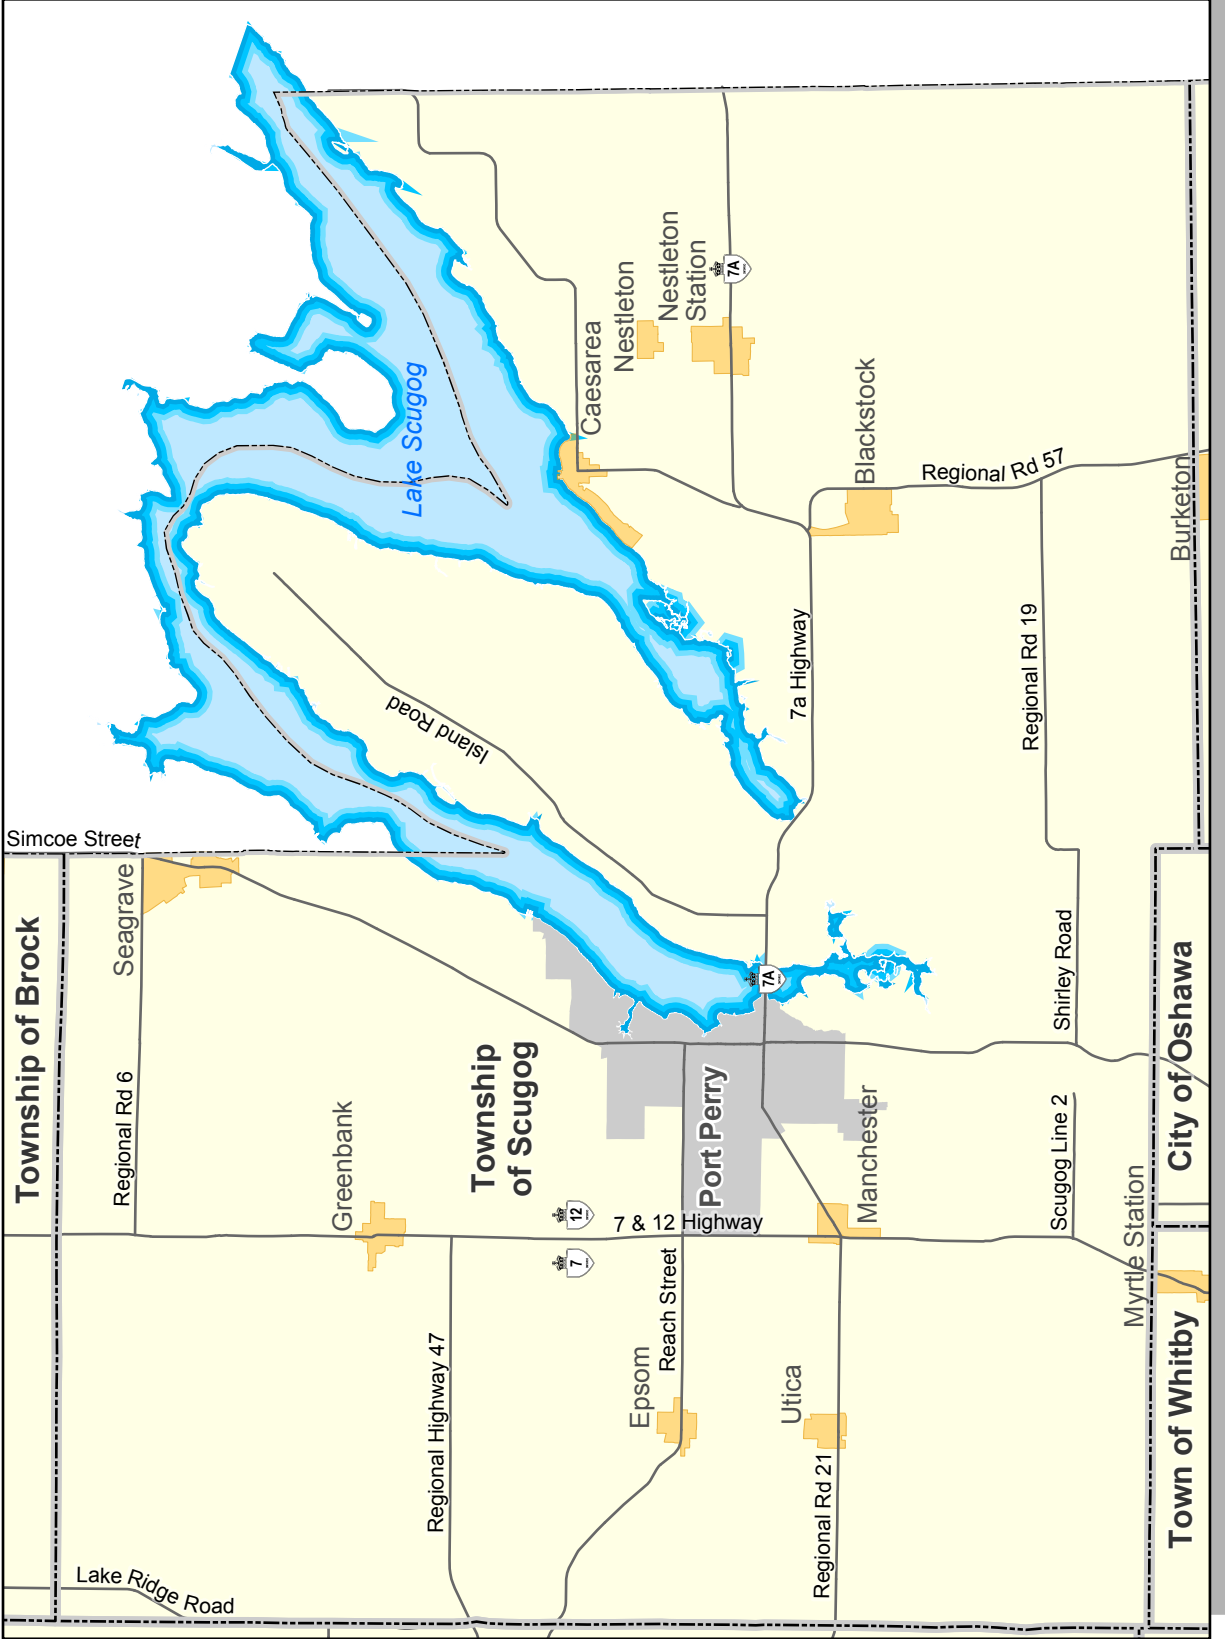 Township of Brock
Simcoe Street
Seagrave
Regional Rd 6
Greenbank
Township
of Scugog
Lake Scugog
Island Road
Caesarea
Nestleton
Nestleton
Station
7A
Blackstock
Regional Rd 57
Burketon
7a Highway
Regional Rd 19
7A
Shirley Road
City of Oshawa
Port Perry
Manchester
Scugog Line 2
12
7
7 & 12 Highway
Reach Street
Epsom
Utica
Regional Highway 47
Regional Rd 21
Lake Ridge Road
Myrtle Station
Town of Whitby